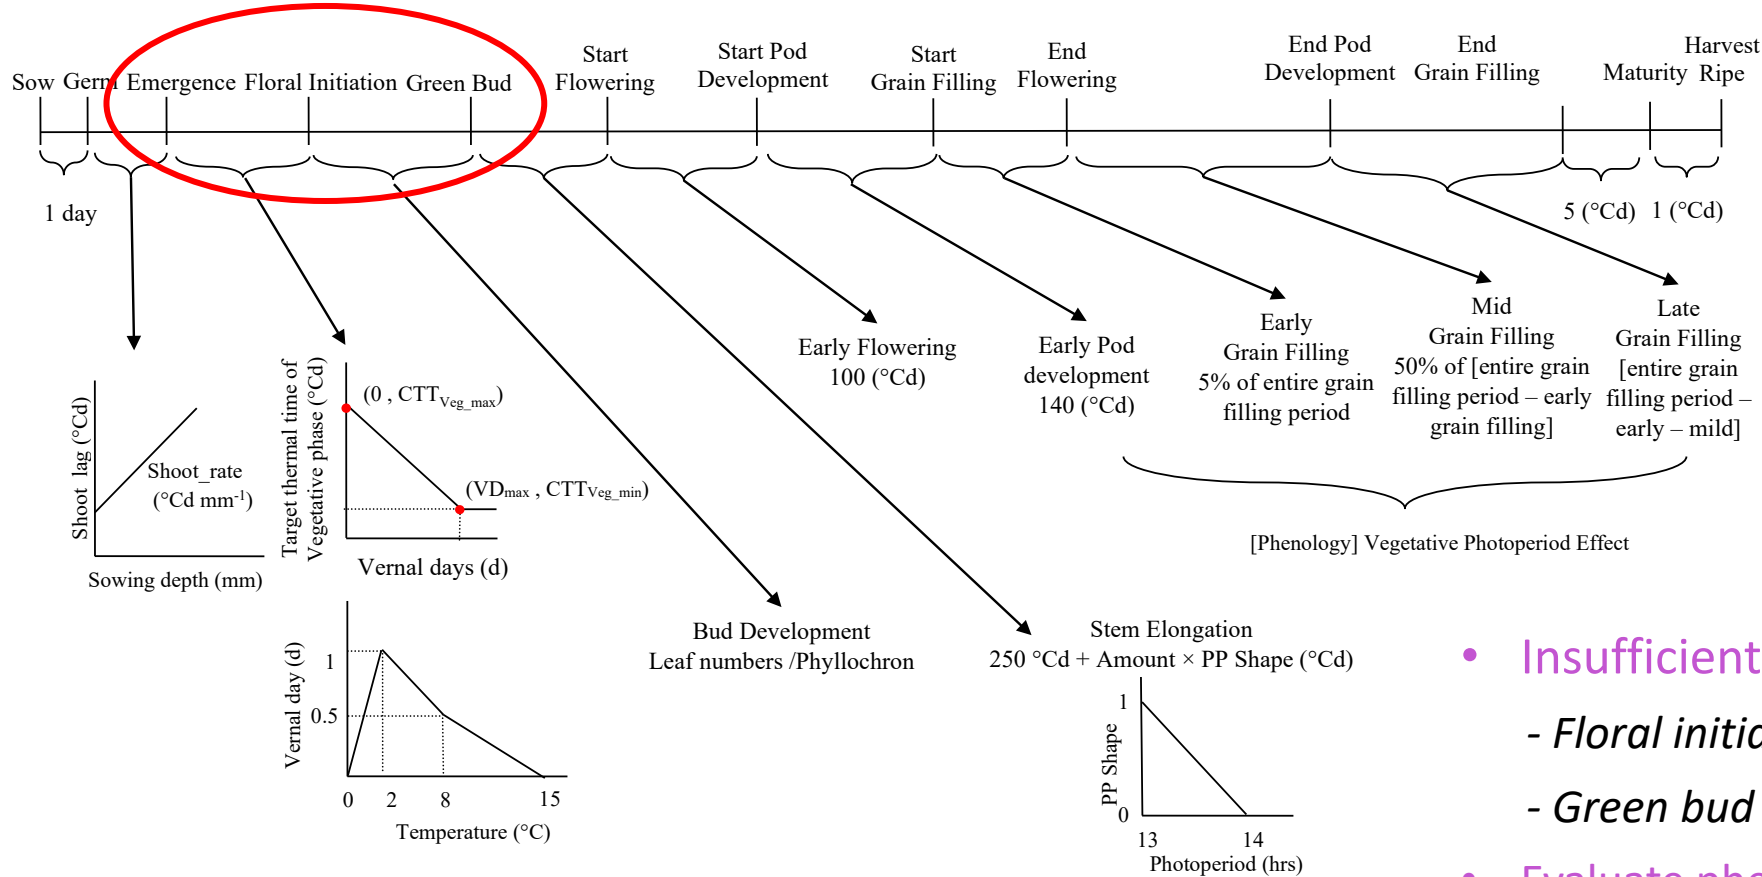 Sow Germ Emergence Floral Initiation Green Bud
Start
Flowering
Start Pod
Development
Start
Grain Filling
End
Flowering
End Pod
Development
End
Grain Filling
Maturity
Harvest
Ripe
1 day
5 (°Cd)
1 (°Cd)
Shoot lag (°Cd)
Shoot_rate
(°Cd mm-1)
Sowing depth (mm)
Target thermal time of
Vegetative phase (°Cd)
(0 , CTTVeg_max)
(VDmax , CTTVeg_min)
Vernal days (d)
Vernal day (d)
1
0.5
0 2 8 15
Temperature (°C)
Bud Development
Leaf numbers /Phyllochron
Stem Elongation
250 °Cd + Amount × PP Shape (°Cd)
PP Shape
1
0
13 14
Photoperiod (hrs)
Early Flowering
100 (°Cd)
Early Pod
development
140 (°Cd)
Early
Grain Filling
5% of entire grain
filling period
Mid
Grain Filling
50% of [entire grain
filling period – early
grain filling]
Late
Grain Filling
[entire grain
filling period –
early – mild]
[Phenology] Vegetative Photoperiod Effect
• Insufficient
- Floral initia
- Green bud
• Evaluate pho